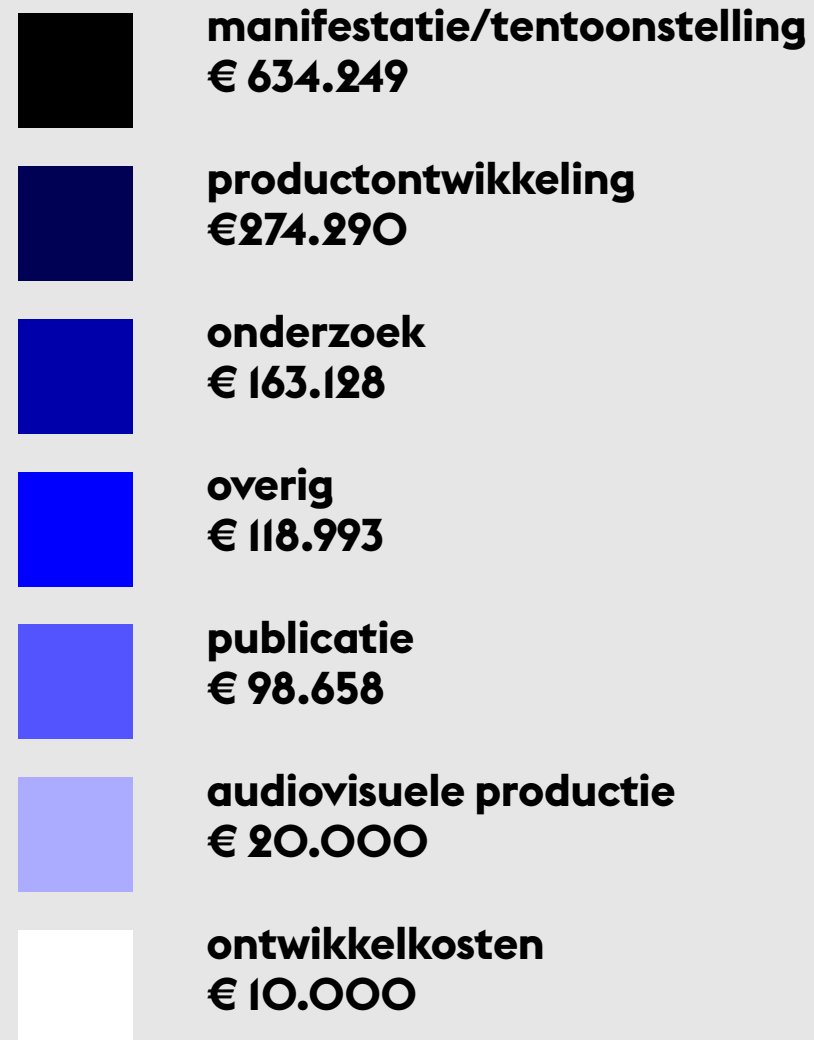 manifestatie/tentoonstelling
€ 634.249
productontwikkeling
€274.290
onderzoek
€ 163.128
overig
€ 118.993
publicatie
€ 98.658
audiovisuele productie
€ 20.000
ontwikkelkosten
€ 10.000